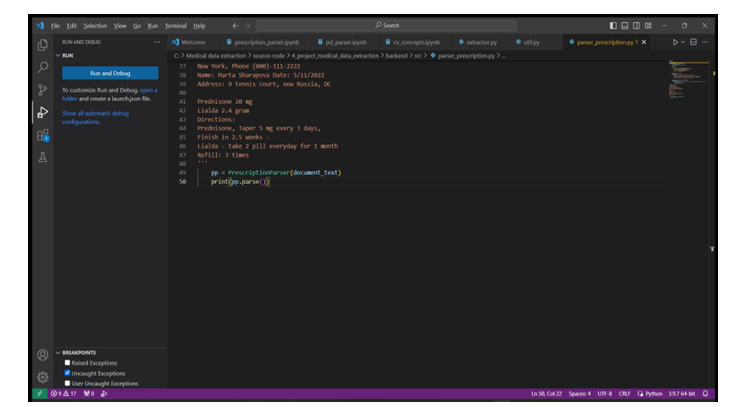 File Edit Selection View Go Run Terminal Help
Search
RUN AND DEBUG
Welcome prescription_parser.ipynb pd_parser.ipynb cv_concepts.ipynb extractor.py util.py parser_prescription.py 1
RUN
C: > Medical data extraction > source-code > 4_project_medical_data_extraction > backend > src > parser_prescription.py > ...
Run and Debug
To customize Run and Debug, open a
folder and create a launch.json file.
Show all automatic debug
configurations.
37 New York, Phone (000)-111-2222
38 Name: Marta Sharapova Date: 5/11/2022
39 Address: 9 tennis court, new Russia, DC
40
41 Prednisone 20 mg
42 Lialda 2.4 gram
43 Directions:
44 Prednisone, Taper 5 mg every 3 days,
45 Finish in 2.5 weeks -
46 Lialda - take 2 pill everyday for 1 month
47 Refill: 3 times
48 '''
49 pp = PrescriptionParser(document_text)
50 print(pp.parse())
BREAKPOINTS
Raised Exceptions
Uncaught Exceptions
User Uncaught Exceptions
9 17 0
Ln 50, Col 22 Spaces: 4 UTF-8 CRLF Python 3.9.7 64-bit